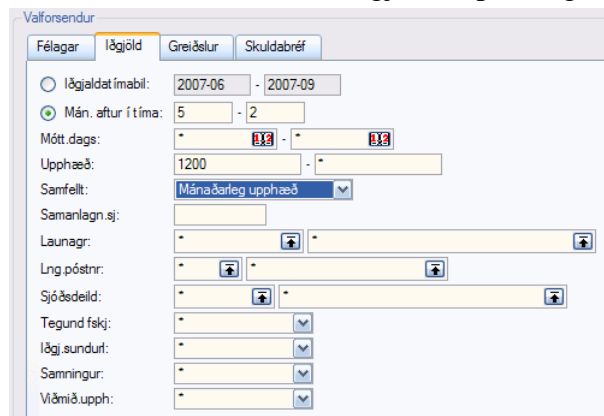 Valforsendur
Félagar Iðgjöld Greiðslur Skuldabréf
Iðgjaldatímabil: 2007-06 - 2007-09
Mán. aftur í tíma: 5 - 2
Mótt.dags: * - *
Upphæð: 1200 - *
Samfellt: Mánaðarleg upphæð
Samanlagn.sj:
Launagr: * *
Lng.póstnr: * *
Sjóðsdeild: * *
Tegund fskj: *
Iðgj.sundurl: *
Samningur: *
Viðmið.upph: *